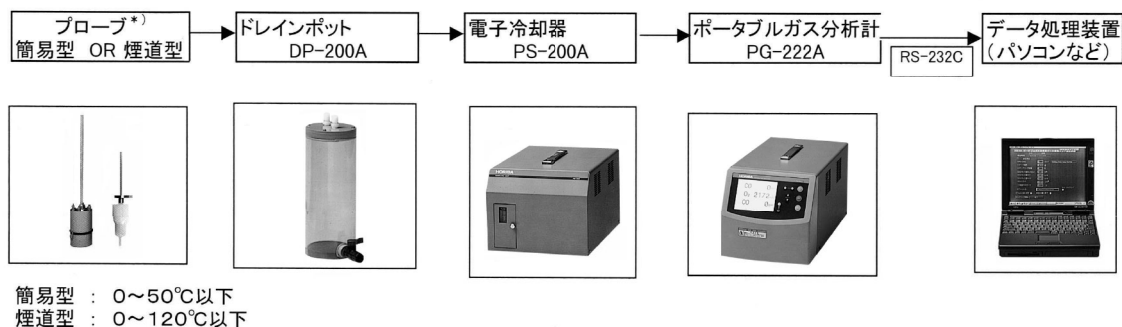 プローブ*)
簡易型 OR 煙道型
ドレインポット
DP-200A
電子冷却器
PS-200A
ポータブルガス分析計
PG-222A
RS-232C
データ処理装置
(パソコンなど)
HORIBA
簡易型 : 0~50℃以下
煙道型 : 0~120℃以下